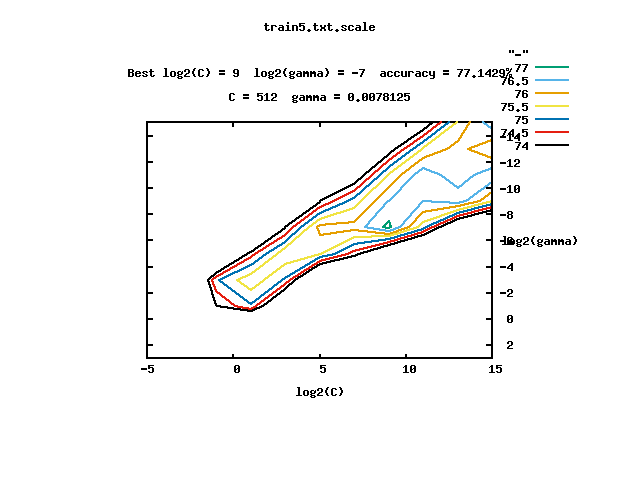 train5.txt.scale
"-"
Best log2(C) = 9  log2(gamma) = -7  accuracy = 77.1429%
77
76.5
76
C = 512  gamma = 0.0078125
75.5
75
74.5
74
-14
-12
-10
-8
-6
log2(gamma)
-4
-2
0
2
-5 0 5 10 15
log2(C)